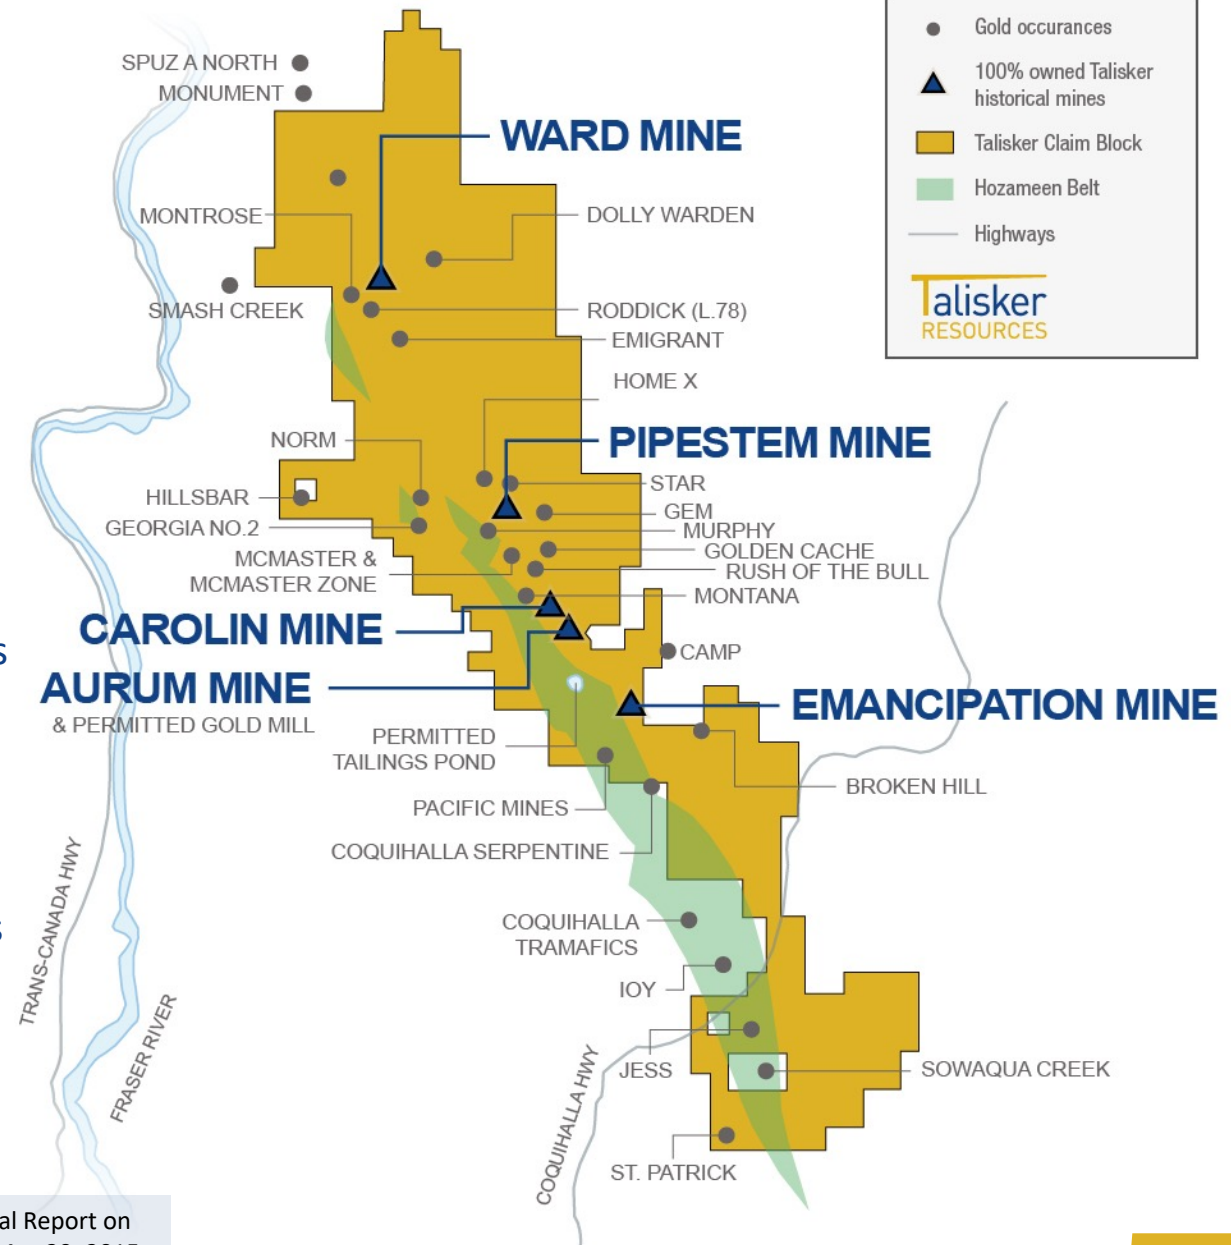 Gold occurances
100% owned Talisker
historical mines
Talisker Claim Block
Hozameen Belt
Highways
Talisker
RESOURCES
SPUZ A NORTH
MONUMENT
WARD MINE
MONTROSE
DOLLY WARDEN
SMASH CREEK
RODDICK (L.78)
EMIGRANT
HOME X
NORM
PIPESTEM MINE
STAR
HILLSBAR
GEM
GEORGIA NO.2
MURPHY
MCMASTER &
MCMASTER ZONE
GOLDEN CACHE
RUSH OF THE BULL
MONTANA
CAROLIN MINE
CAMP
AURUM MINE
& PERMITTED GOLD MILL
EMANCIPATION MINE
PERMITTED
TAILINGS POND
BROKEN HILL
PACIFIC MINES
COQUIHALLA SERPENTINE
TRANS-CANADA HWY
COQUIHALLA
TRAMAFICS
IOY
FRASER RIVER
JESS
SOWAQUA CREEK
COQUIHALLA HWY
ST. PATRICK
al Report on